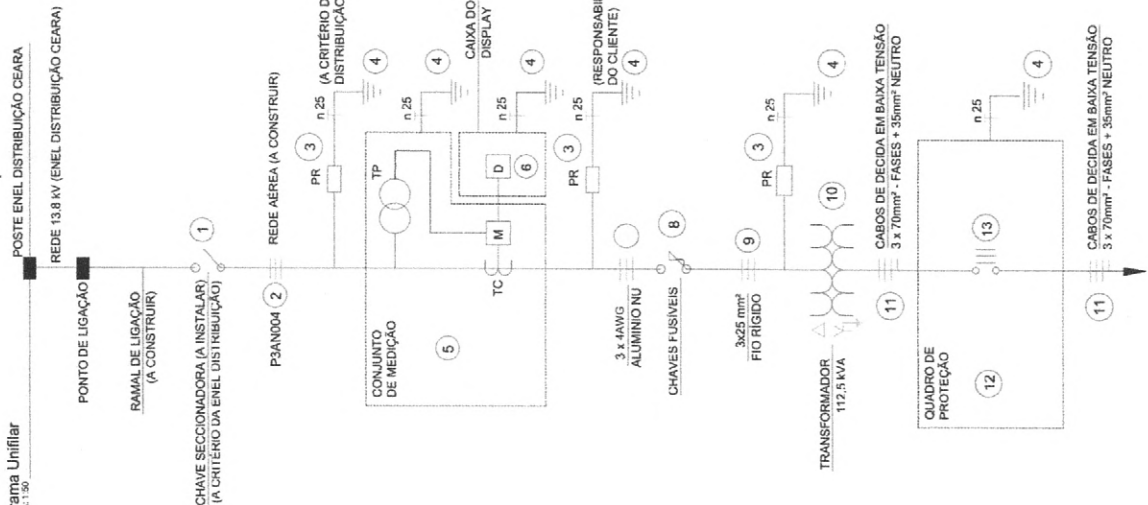 rama Unifilar
: 1:50
POSTE ENEL DISTRIBUIÇÃO CEARA
REDE 13,8 kV (ENEL DISTRIBUIÇÃO CEARA)
PONTO DE LIGAÇÃO
RAMAL DE LIGAÇÃO
(A CONSTRUIR)
1
CHAVE SECCIONADORA (A INSTALAR)
(A CRITÉRIO DA ENEL DISTRIBUIÇÃO)
P3AN004 2 REDE AÉREA (A CONSTRUIR)
(A CRITÉRIO D
DISTRIBUIÇÃO
3
PR
n 25
4
CONJUNTO
DE MEDIÇÃO
5
TP
n 25
4
CAIXA DO
DISPLAY
M
D
6
TC
n 25
4
(RESPONSABI
DO CLIENTE)
3
PR
n 25
4
3 x 4AWG
ALUMINIO NU
CHAVES FUSÍVEIS
8
3x25 mm²
FIO RÍGIDO
9
3
PR
n 25
4
TRANSFORMADOR
112,5 kVA
10
11
CABOS DE DECIDA EM BAIXA TENSÃO
3 x 70mm² - FASES + 35mm² NEUTRO
QUADRO DE
PROTEÇÃO
12
13
n 25
4
11
CABOS DE DECIDA EM BAIXA TENSÃO
3 x 70mm² - FASES + 35mm² NEUTRO